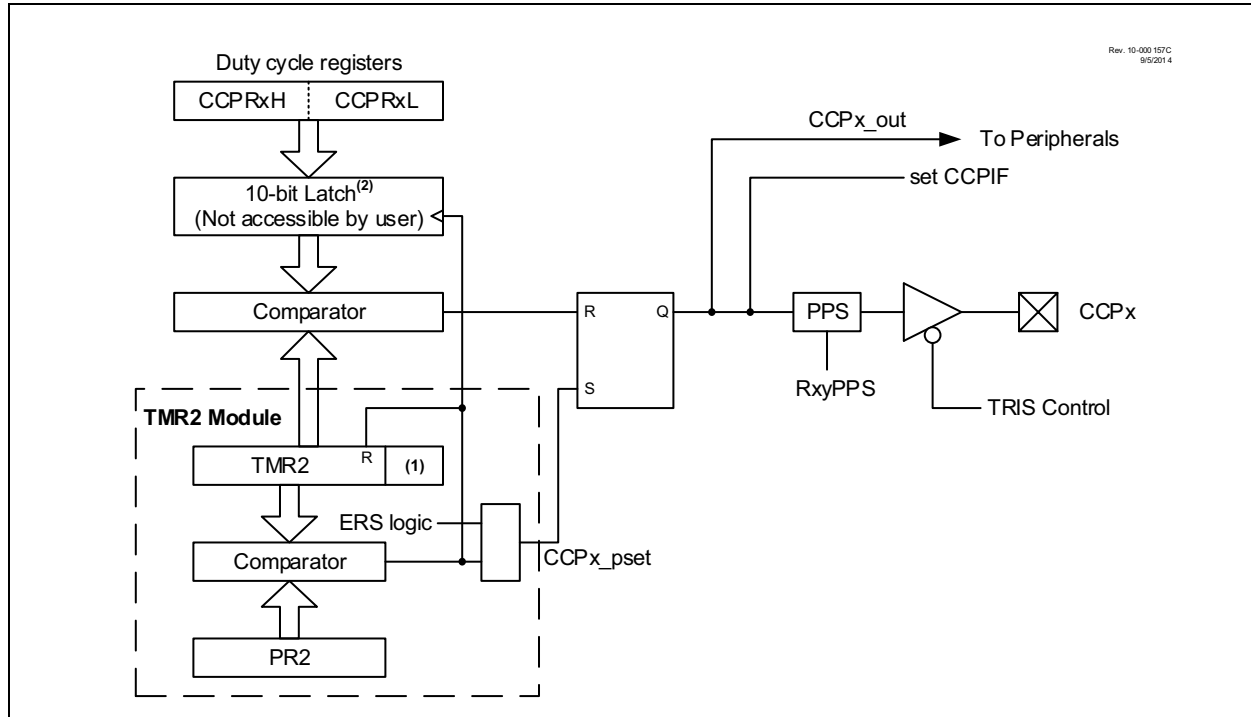 Rev. 10-000 157C
9/5/201 4
Duty cycle registers
CCPRxH CCPRxL
CCPx_out
To Peripherals
set CCPIF
10-bit Latch(2)
(Not accessible by user)
Comparator
R Q
S
PPS
CCPx
RxyPPS
TRIS Control
TMR2 Module
R
TMR2 (1)
ERS logic
CCPx_pset
Comparator
PR2